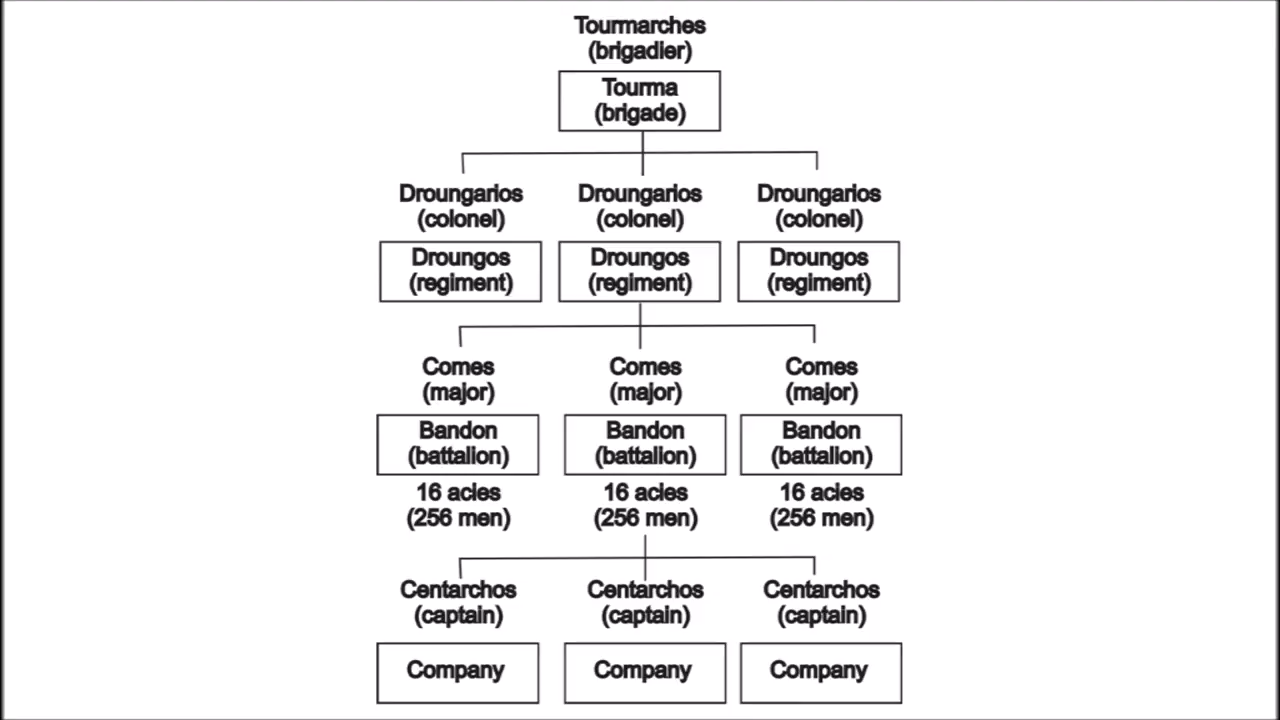 Tourmarches
(brigadier)
Tourma
(brigade)
Droungarios
(colonel)
Droungos
(regiment)
Droungarios
(colonel)
Droungos
(regiment)
Droungarios
(colonel)
Droungos
(regiment)
Comes
(major)
Bandon
(battalion)
16 acies
(256 men)
Comes
(major)
Bandon
(battalion)
16 acies
(256 men)
Comes
(major)
Bandon
(battalion)
16 acies
(256 men)
Centarchos
(captain)
Company
Centarchos
(captain)
Company
Centarchos
(captain)
Company